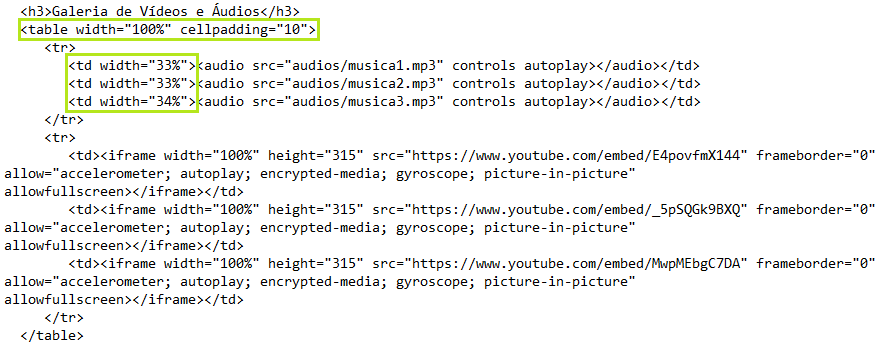 <h3>Galeria de Vídeos e Áudios</h3>
<table width="100%" cellpadding="10">
<tr>
<td width="33%"><audio src="audios/musica1.mp3" controls autoplay></audio></td>
<td width="33%"><audio src="audios/musica2.mp3" controls autoplay></audio></td>
<td width="34%"><audio src="audios/musica3.mp3" controls autoplay></audio></td>
</tr>
<tr>
<td><iframe width="100%" height="315" src="https://www.youtube.com/embed/E4povfmX144" frameborder="0"
allow="accelerometer; autoplay; encrypted-media; gyroscope; picture-in-picture"
allowfullscreen></iframe></td>
<td><iframe width="100%" height="315" src="https://www.youtube.com/embed/_5pSQGk9BXQ" frameborder="0"
allow="accelerometer; autoplay; encrypted-media; gyroscope; picture-in-picture"
allowfullscreen></iframe></td>
<td><iframe width="100%" height="315" src="https://www.youtube.com/embed/MwpMEbgC7DA" frameborder="0"
allow="accelerometer; autoplay; encrypted-media; gyroscope; picture-in-picture"
allowfullscreen></iframe></td>
</tr>
</table>